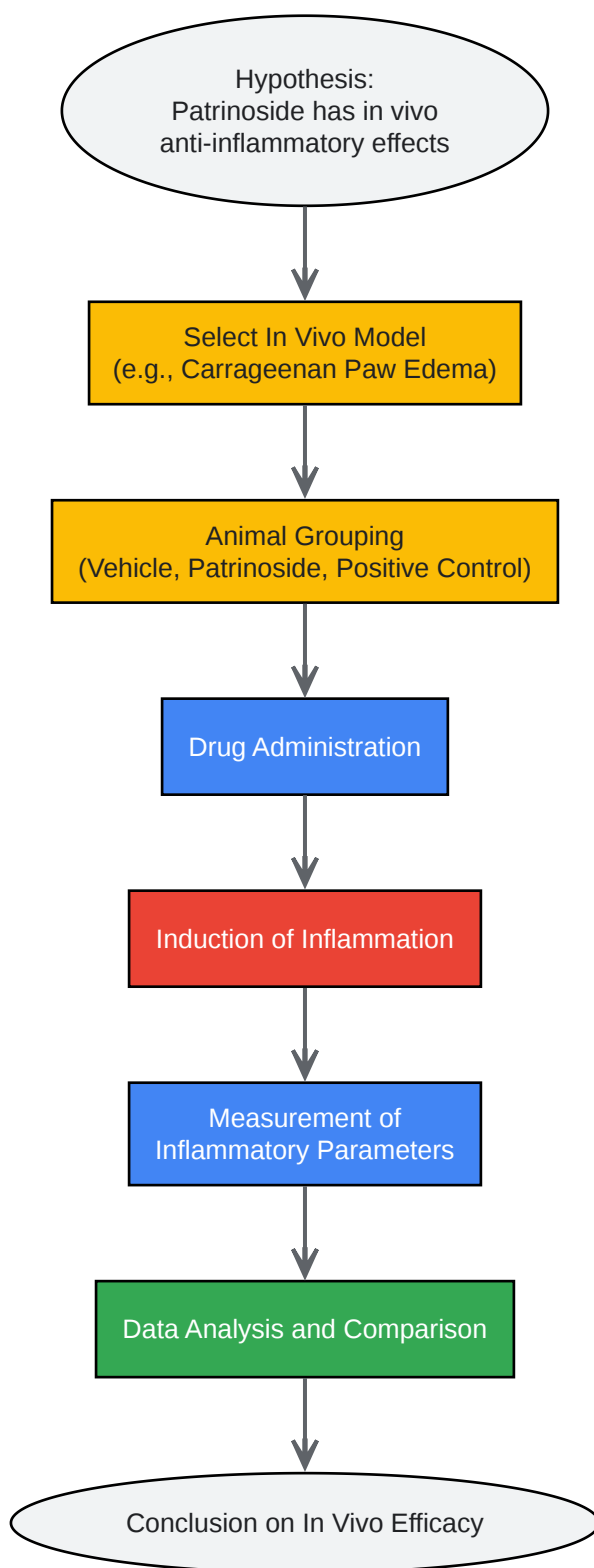 Hypothesis:
Patrinoside has in vivo
anti-inflammatory effects
Select In Vivo Model
(e.g., Carrageenan Paw Edema)
Animal Grouping
(Vehicle, Patrinoside, Positive Control)
Drug Administration
Induction of Inflammation
Measurement of
Inflammatory Parameters
Data Analysis and Comparison
Conclusion on In Vivo Efficacy